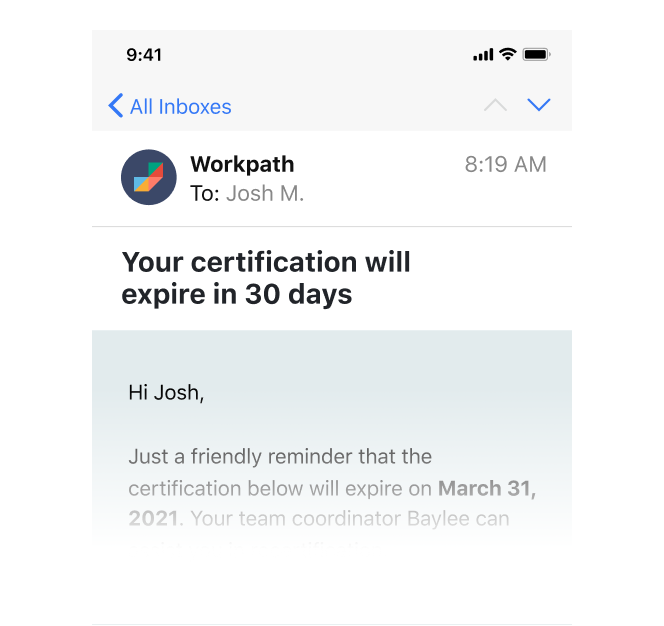 9:41
All Inboxes
Workpath 8:19 AM
To: Josh M.
Your certification will
expire in 30 days
Hi Josh,
Just a friendly reminder that the
certification below will expire on March 31,
2021. Your team coordinator Baylee can